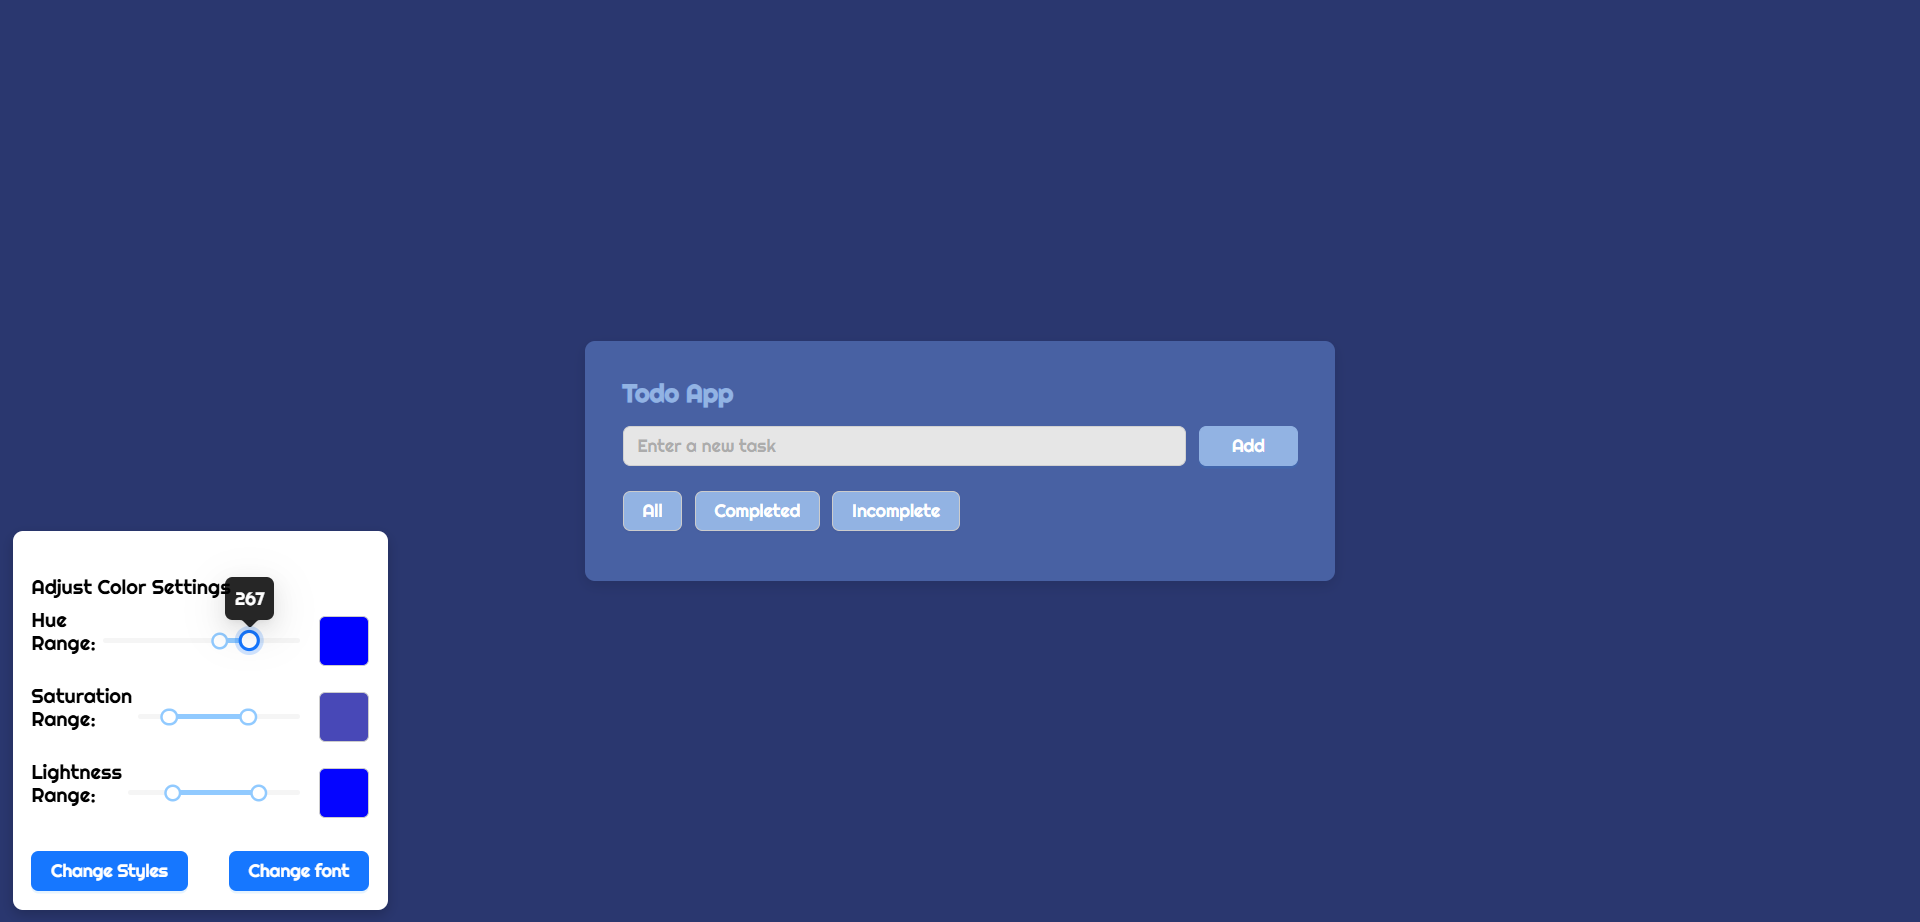 Todo App
Enter a new task
Add
All
Completed
Incomplete
Adjust Color Settings
267
Hue
Range:
Saturation
Range:
Lightness
Range:
Change Styles
Change font